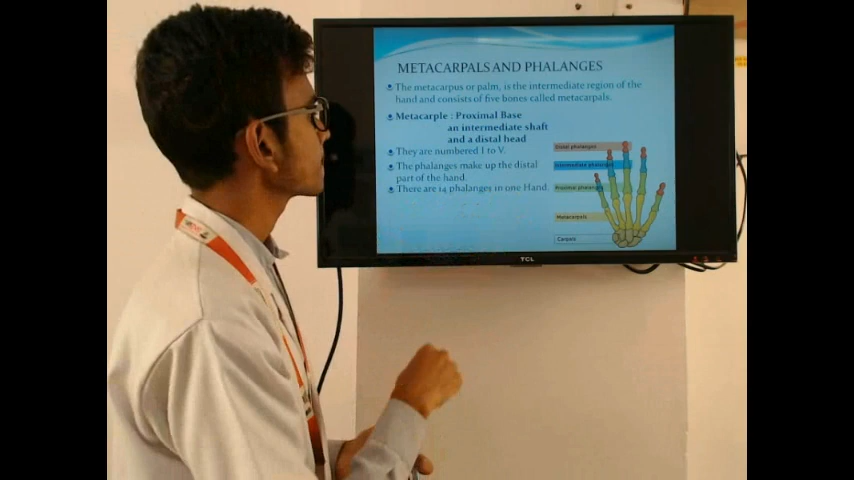 METACARPALS AND PHALANGES
The metacarpus or palm, is the intermediate region of the
hand and consists of five bones called metacarpals.
Metacarple : Proximal Base
an intermediate shaft
and a distal head
They are numbered I to V.
The phalanges make up the distal
part of the hand.
There are 14 phalanges in one Hand.
Distal phalanges
Intermediate phalanges
Proximal phalanges
Metacarpals
Carpals
TCL